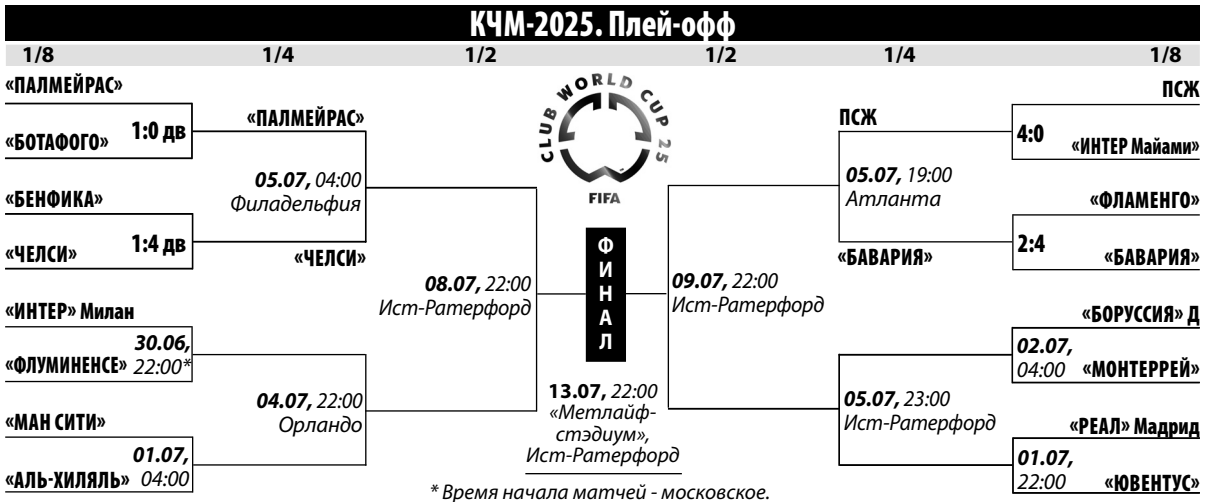 КЧМ-2025. Плей-офф
1/8 1/4 1/2 1/2 1/4 1/8
«ПАЛМЕЙРАС»
1:0 дв
«БОТАФОГО»
«БЕНФИКА»
1:4 дв
«ЧЕЛСИ»
«ИНТЕР» Милан
30.06,
«ФЛУМИНЕНСЕ» 22:00*
«МАН СИТИ»
01.07,
«АЛЬ-ХИЛЯЛЬ» 04:00
«ПАЛМЕЙРАС»
05.07, 04:00
Филадельфия
«ЧЕЛСИ»
04.07, 22:00
Орландо
08.07, 22:00
Ист-Ратерфорд
CLUB WORLD CUP 25
FIFA
ФИНАЛ
13.07, 22:00
«Метлайф-
стэдиум»,
Ист-Ратерфорд
09.07, 22:00
Ист-Ратерфорд
ПСЖ
05.07, 19:00
Атланта
«БАВАРИЯ»
05.07, 23:00
Ист-Ратерфорд
ПСЖ
4:0
«ИНТЕР Майами»
«ФЛАМЕНГО»
2:4
«БАВАРИЯ»
«БОРУССИЯ» Д
02.07,
04:00 «МОНТЕРРЕЙ»
«РЕАЛ» Мадрид
01.07,
22:00 «ЮВЕНТУС»
* Время начала матчей - московское.